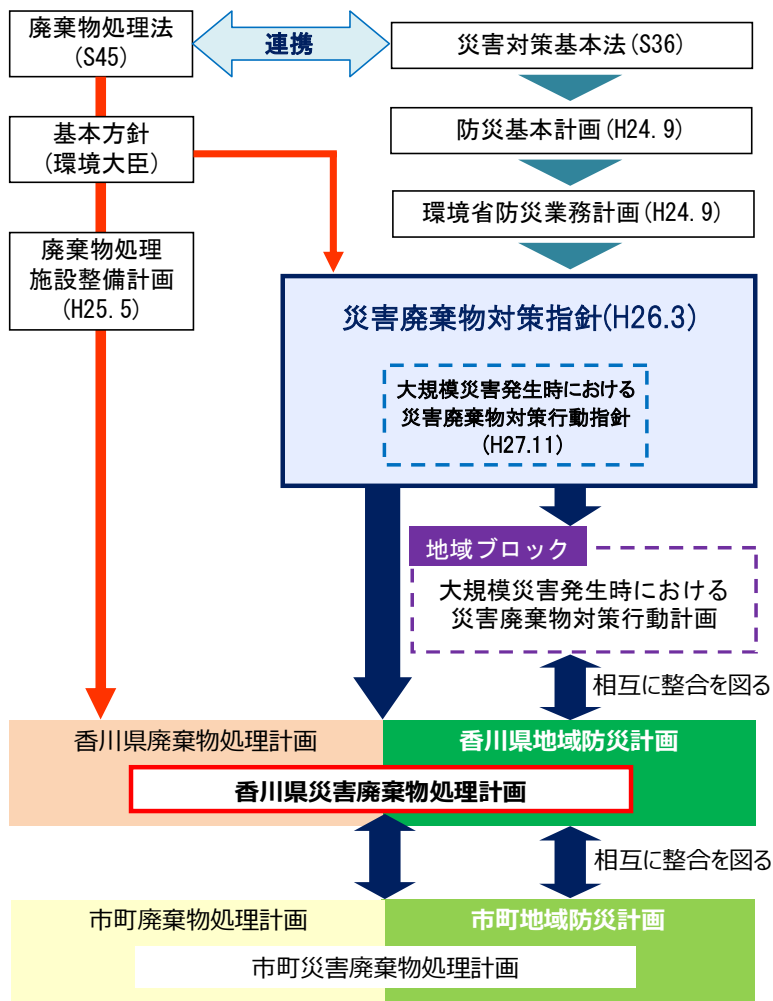 廃棄物処理法
(S45)
連携
災害対策基本法(S36)
基本方針
(環境大臣)
防災基本計画(H24.9)
環境省防災業務計画(H24.9)
廃棄物処理
施設整備計画
(H25.5)
災害廃棄物対策指針(H26.3)
大規模災害発生時における
災害廃棄物対策行動指針
(H27.11)
地域ブロック
大規模災害発生時における
災害廃棄物対策行動計画
相互に整合を図る
香川県廃棄物処理計画
香川県地域防災計画
香川県災害廃棄物処理計画
相互に整合を図る
市町廃棄物処理計画
市町地域防災計画
市町災害廃棄物処理計画